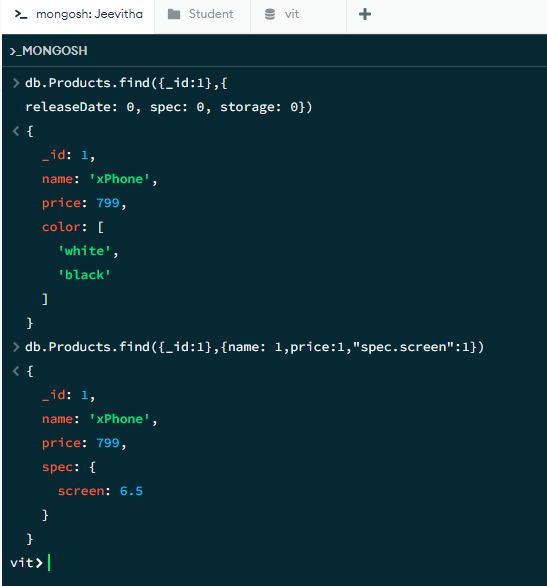 >_ mongosh: Jeevitha Student vit +
>_MONGOSH
> db.Products.find({_id:1},{
releaseDate: 0, spec: 0, storage: 0})
< {
_id: 1,
name: 'xPhone',
price: 799,
color: [
'white',
'black'
]
}
> db.Products.find({_id:1},{name: 1,price:1,"spec.screen":1})
< {
_id: 1,
name: 'xPhone',
price: 799,
spec: {
screen: 6.5
}
}
vit>